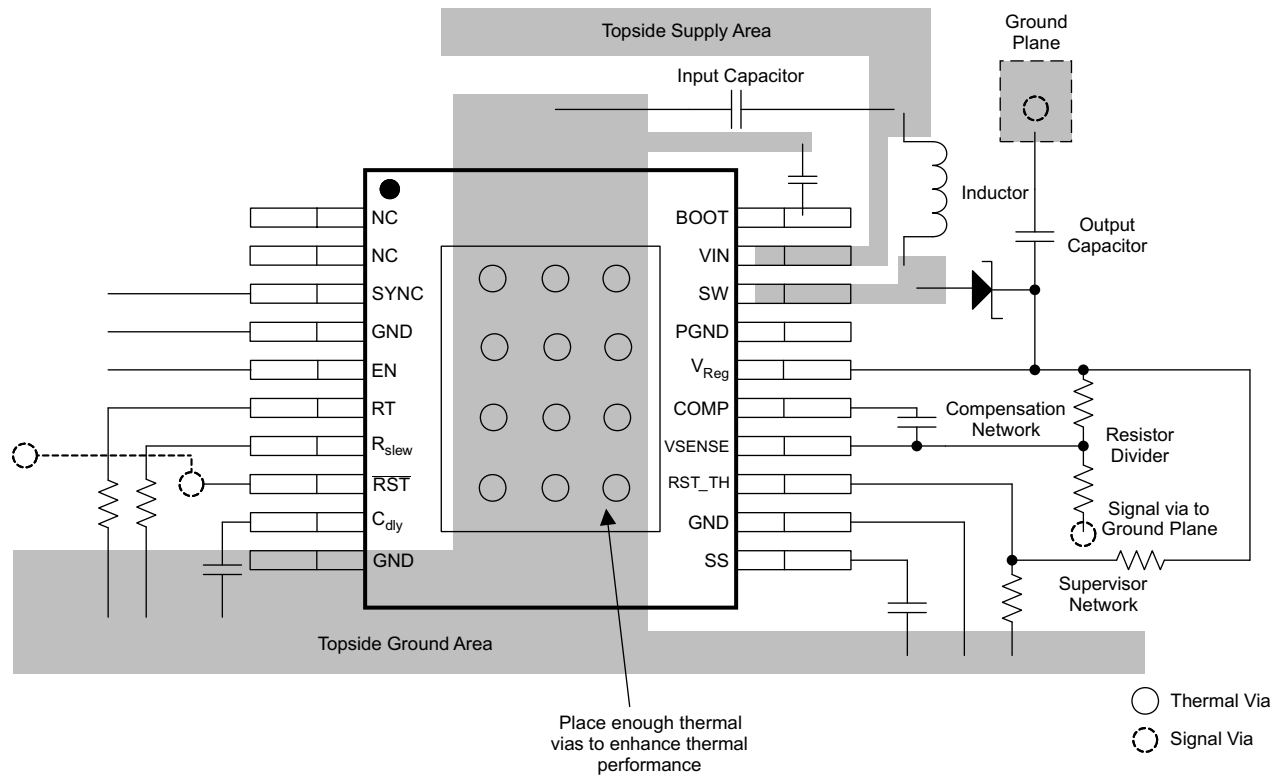 Topside Supply Area
Ground
Plane
Input Capacitor
Inductor
Output
Capacitor
NC
NC
SYNC
GND
EN
RT
Rslew
RST
Cdly
GND
BOOT
VIN
SW
PGND
VReg
COMP
VSENSE
RST_TH
GND
SS
Compensation
Network
Resistor
Divider
Signal via to
Ground Plane
Supervisor
Network
Topside Ground Area
Place enough thermal
vias to enhance thermal
performance
Thermal Via
Signal Via